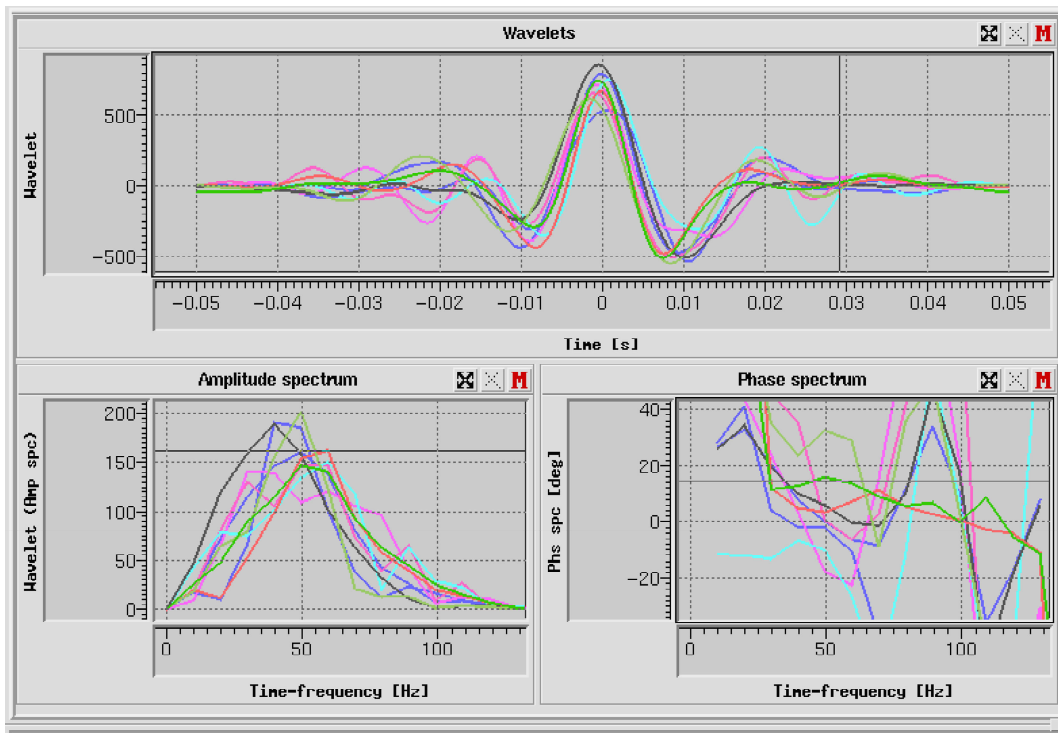 Wavelets
M
Wavelet
500
0
-500
-0.05 -0.04 -0.03 -0.02 -0.01 0 0.01 0.02 0.03 0.04 0.05
Time [s]
Amplitude spectrum
M
Wavelet (Amp spc)
200
150
100
50
0
0 50 100
Time-frequency [Hz]
Phase spectrum
M
Phs spc [deg]
40
20
0
-20
0 50 100
Time-frequency [Hz]